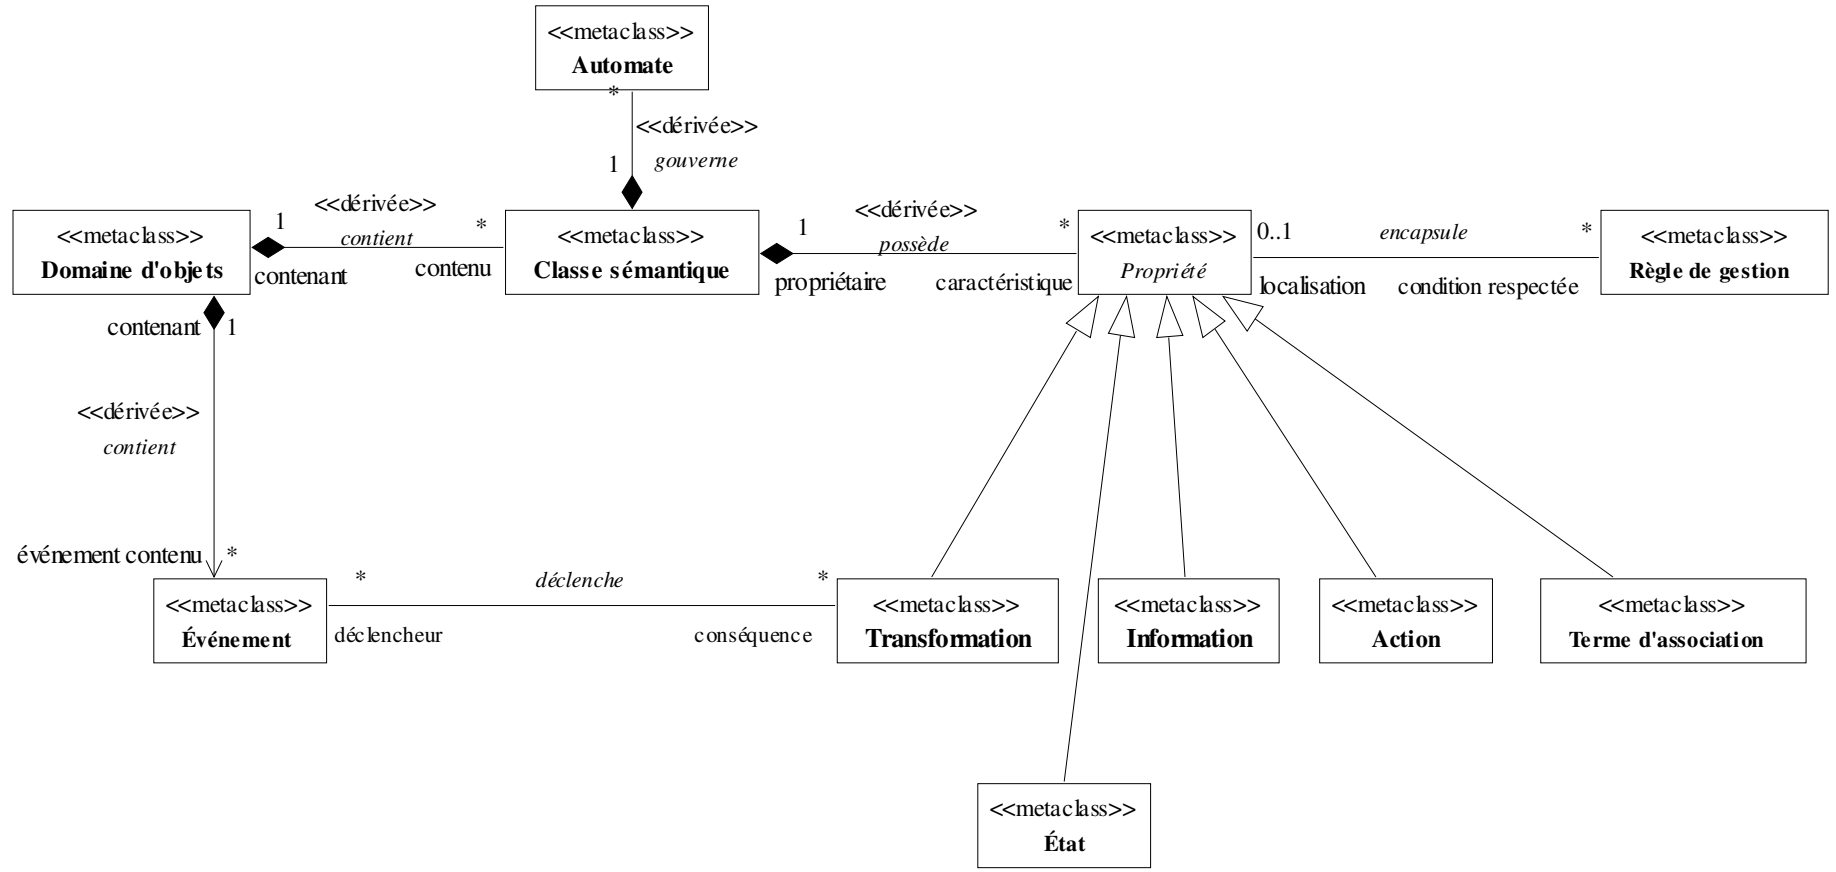 <<metaclass>>
Automate
*
<<dérivée>>
gouverne
1
<<metaclass>>
Domaine d'objets
1
<<dérivée>>
contient
*
contenant
contenu
<<metaclass>>
Classe sémantique
1
<<dérivée>>
possède
*
propriétaire
caractéristique
<<metaclass>>
Propriété
0..1
encapsule
*
localisation
condition respectée
<<metaclass>>
Règle de gestion
contenant
1
<<dérivée>>
contient
événement contenu
*
<<metaclass>>
Événement
*
déclenche
*
déclencheur
conséquence
<<metaclass>>
Transformation
<<metaclass>>
Information
<<metaclass>>
Action
<<metaclass>>
Terme d'association
<<metaclass>>
État